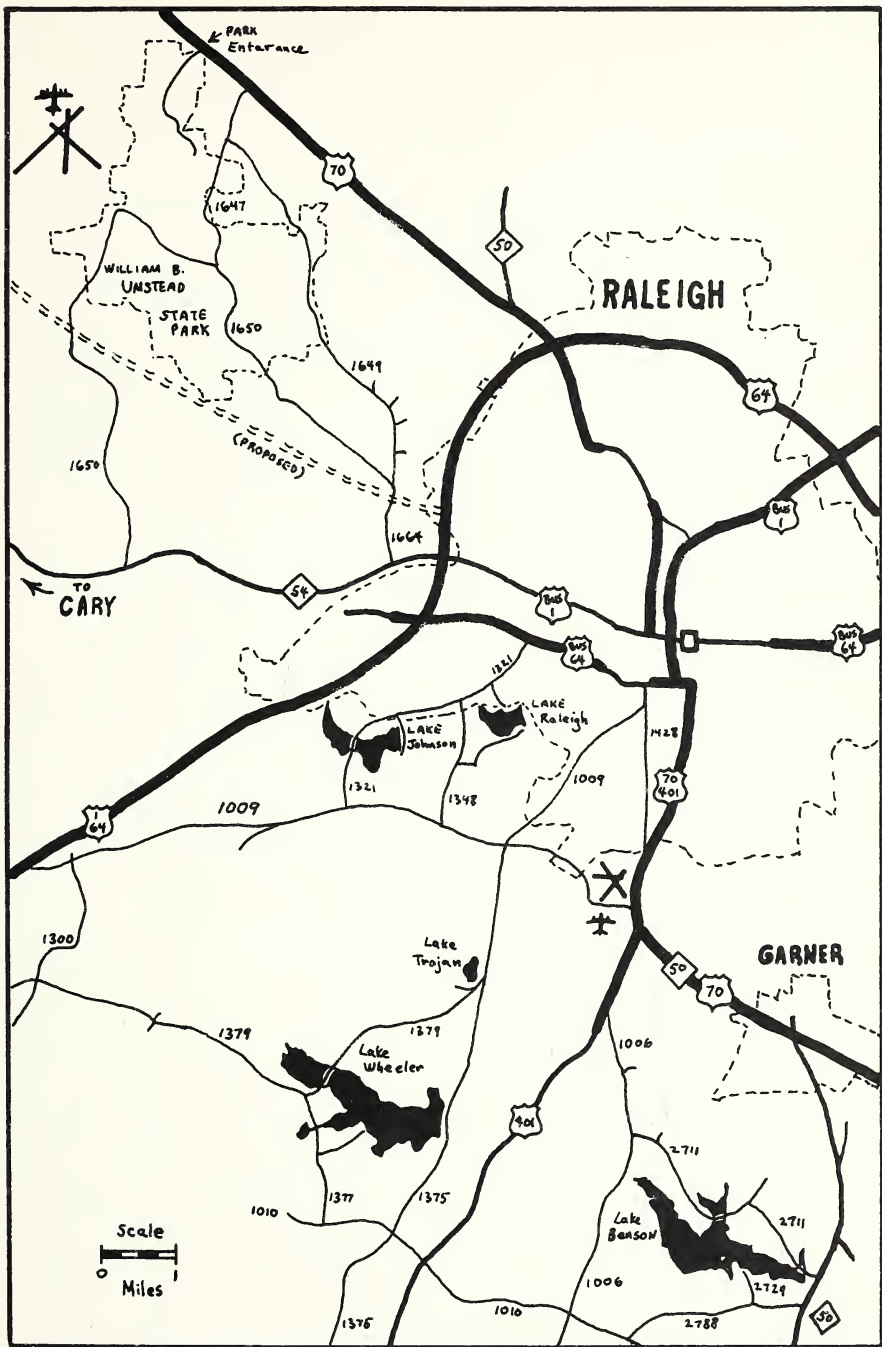 PARK
Entarance
70
50
1647
RALEIGH
WILLIAM B.
UMSTEAD
STATE
PARK
1650
1649
64
(PROPOSED)
1650
BUS
1
1664
TO
CARY
54
BUS
1
BUS
64
BUS
64
1321
LAKE
Raleigh
LAKE
Johnson
1428
1009
70
401
1321
1348
1
64
1009
1300
Lake
Trojan
GARNER
50
70
1379
1379
1006
Lake
Wheeler
401
2711
1377
1375
1010
Lake
Benson
2711
Scale
0 1
Miles
1006
2729
1010
1375
2788
50